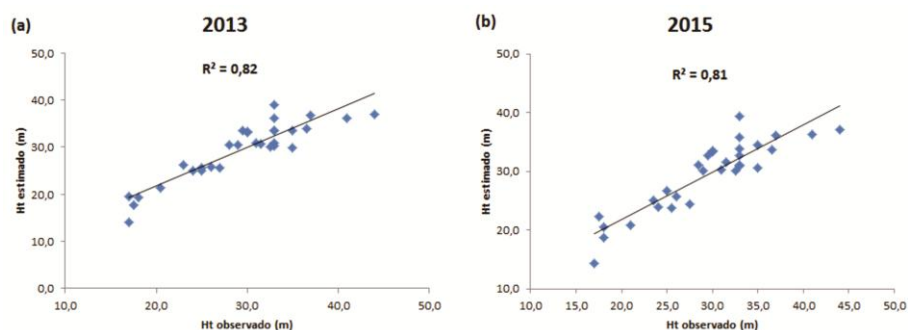 (a)
2013
R² = 0,82
Ht estimado (m)
50,0
40,0
30,0
20,0
10,0
0,0
10,0 20,0 30,0 40,0 50,0
Ht observado (m)
(b)
2015
R² = 0,81
Ht estimado (m)
50,0
40,0
30,0
20,0
10,0
10,0 15,0 20,0 25,0 30,0 35,0 40,0 45,0 50,0
Ht observado (m)